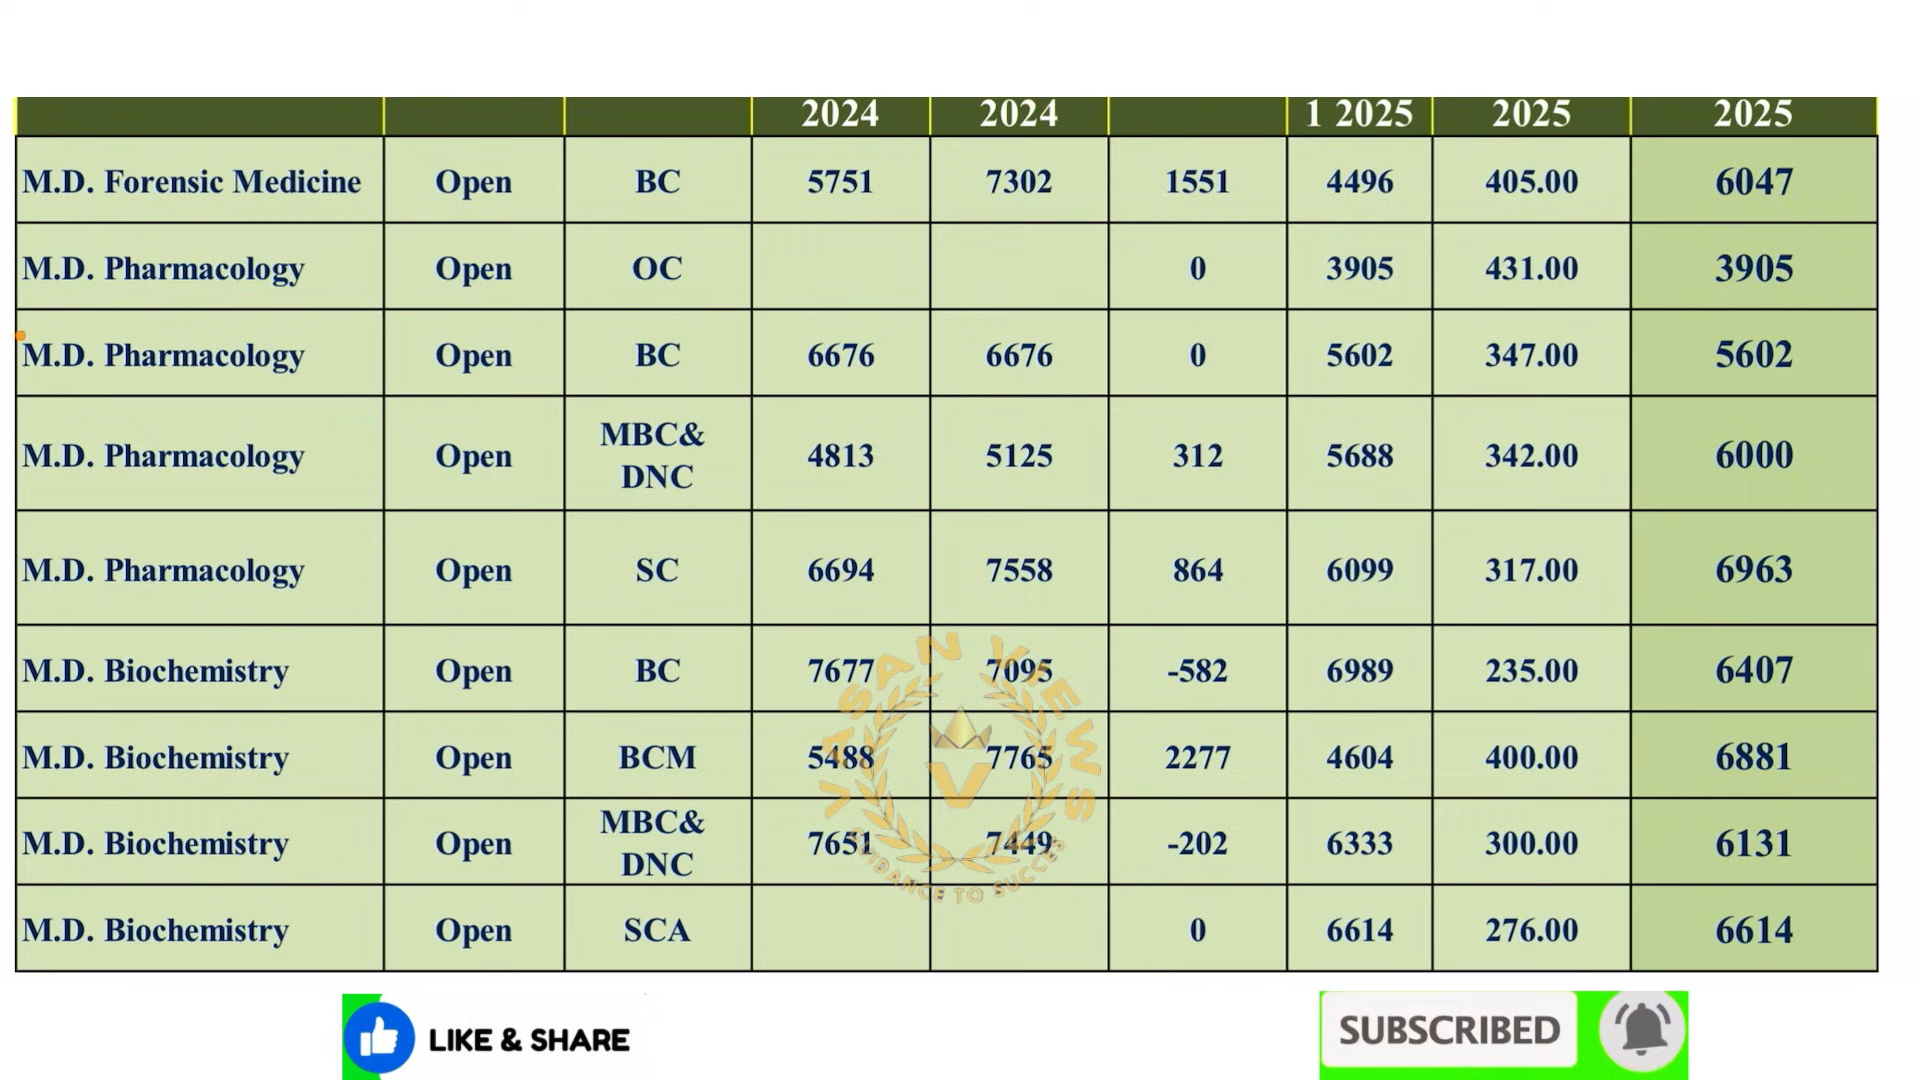 2024 2024 1 2025 2025 2025
M.D. Forensic Medicine Open BC 5751 7302 1551 4496 405.00 6047
M.D. Pharmacology Open OC 0 3905 431.00 3905
M.D. Pharmacology Open BC 6676 6676 0 5602 347.00 5602
M.D. Pharmacology Open MBC& DNC 4813 5125 312 5688 342.00 6000
M.D. Pharmacology Open SC 6694 7558 864 6099 317.00 6963
M.D. Biochemistry Open BC 7677 7095 -582 6989 235.00 6407
M.D. Biochemistry Open BCM 5488 7765 2277 4604 400.00 6881
M.D. Biochemistry Open MBC& DNC 7651 7449 -202 6333 300.00 6131
M.D. Biochemistry Open SCA 0 6614 276.00 6614
VASAN VIEWS
V
GUIDANCE TO SUCCES
LIKE & SHARE
SUBSCRIBED